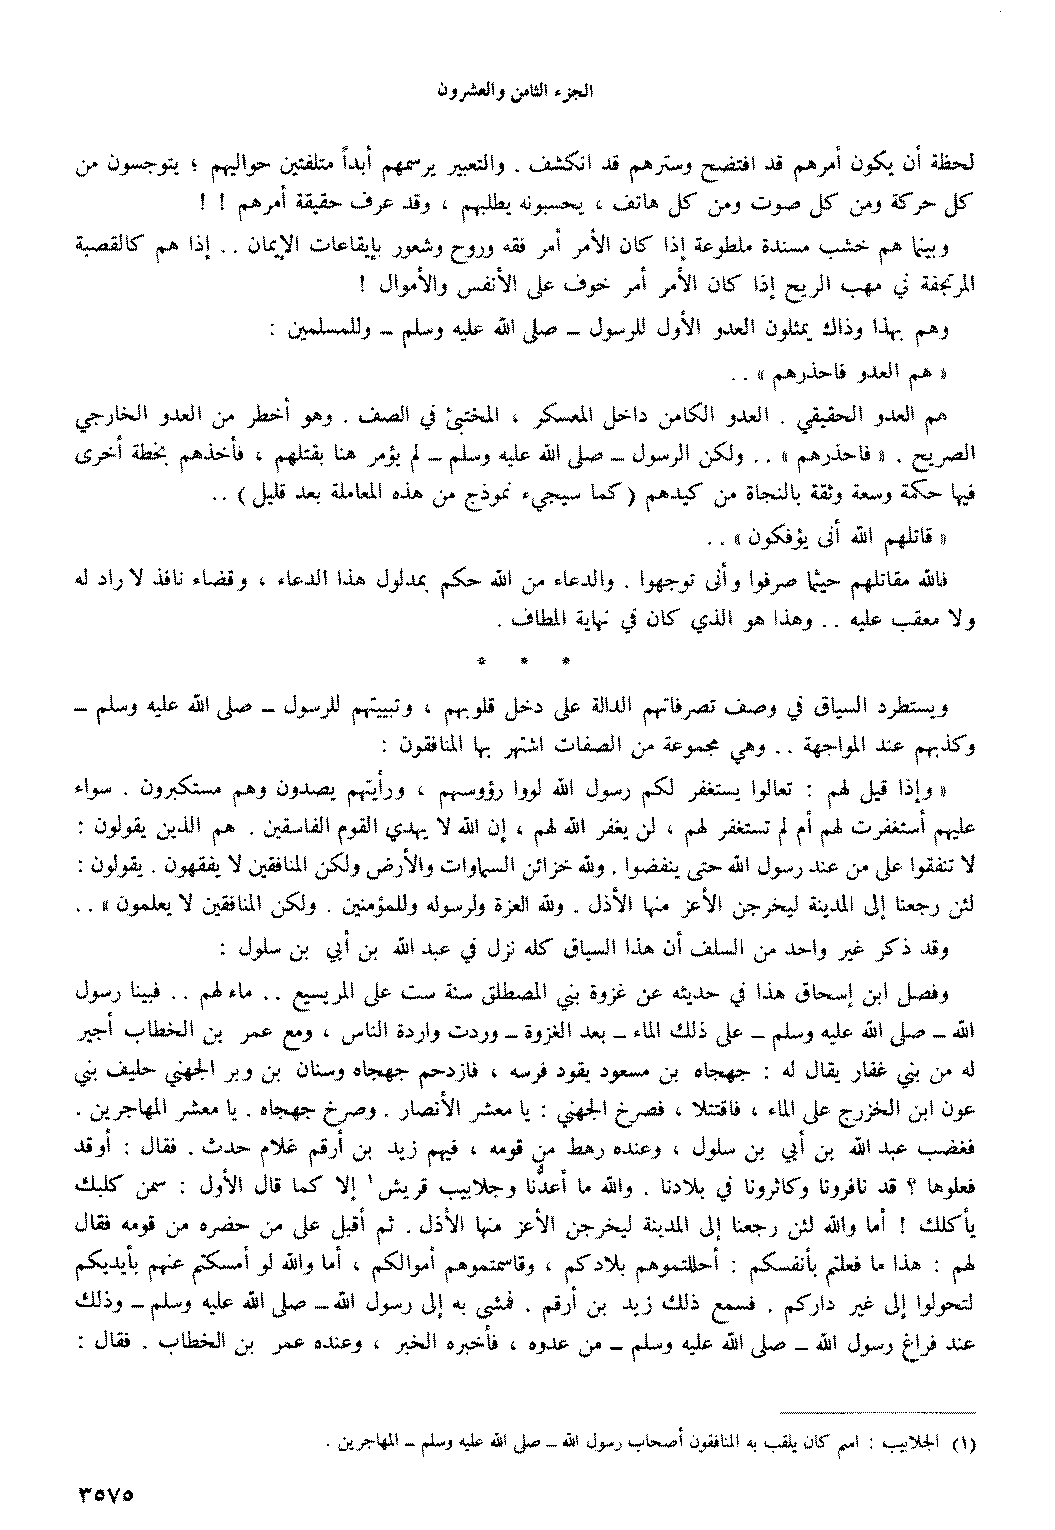 الجزء الثامن والعشرون
لحظة أن يكون أمرهم قد افتضح وسترهم قد انكشف . والتعبير يرسمهم أبداً متلفتين حواليهم ؛ يتوجسون من
كل حركة ومن كل صوت ومن كل هاتف ، يحسبونه يطلبهم ، وقد عرف حقيقة أمرهم ! !
وبينما هم خشب مسندة ملطوعة إذا كان الأمر أمر فقه وروح وشعور بإيقاعات الإيمان .. إذا هم كالقصبة
المرتجفة في مهب الريح إذا كان الأمر أمر خوف على الأنفس والأموال !
وهم بهذا وذاك يمثلون العدو الأول للرسول – صلى الله عليه وسلم – وللمسلمين :
« هم العدو فاحذرهم » ..
هم العدو الحقيقي . العدو الكامن داخل المعسكر ، المختبئ في الصف . وهو أخطر من العدو الخارجي
الصريح . « فاحذرهم » .. ولكن الرسول – صلى الله عليه وسلم – لم يؤمر هنا بقتلهم ، فأخذهم بخطة أخرى
فيها حكمة وسعة وثقة بالنجاة من كيدهم ( كما سيجيء نموذج من هذه المعاملة بعد قليل ) ..
« قاتلهم الله أنى يؤفكون » ..
فالله مقاتلهم حيثما صرفوا وأنى توجهوا . والدعاء من الله حكم بمدلول هذا الدعاء ، وقضاء نافذ لا راد له
ولا معقب عليه .. وهذا هو الذي كان في نهاية المطاف .
* * *
ويستطرد السياق في وصف تصرفاتهم الدالة على دخل قلوبهم ، وتبييتهم للرسول – صلى الله عليه وسلم –
وكذبهم عند المواجهة .. وهي مجموعة من الصفات اشتهر بها المنافقون :
« وإذا قيل لهم : تعالوا يستغفر لكم رسول الله لووا رؤوسهم ، ورأيتهم يصدون وهم مستكبرون . سواء
عليهم أستغفرت لهم أم لم تستغفر لهم ، لن يغفر الله لهم ، إن الله لا يهدي القوم الفاسقين . هم الذين يقولون :
لا تنفقوا على من عند رسول الله حتى ينفضوا . ولله خزائن السماوات والأرض ولكن المنافقين لا يفقهون . يقولون :
لئن رجعنا إلى المدينة ليخرجن الأعز منها الأذل . ولله العزة ولرسوله وللمؤمنين . ولكن المنافقين لا يعلمون » ..
وقد ذكر غير واحد من السلف أن هذا السياق كله نزل في عبد الله بن أبي بن سلول :
وفصل ابن إسحاق هذا في حديثه عن غزوة بني المصطلق سنة ست على المريسيع .. ماء لهم .. فبينا رسول
الله – صلى الله عليه وسلم – على ذلك الماء – بعد الغزوة – وردت واردة الناس ، ومع عمر بن الخطاب أجير
له من بني غفار يقال له : جهجاه بن مسعود يقود فرسه ، فازدحم جهجاه وسنان بن وبر الجهني حليف بني
عون ابن الخزرج على الماء ، فاقتتلا ، فصرخ الجهني : يا معشر الأنصار . وصرخ جهجاه . يا معشر المهاجرين .
فغضب عبد الله بن أبي بن سلول ، وعنده رهط من قومه ، فيهم زيد بن أرقم غلام حدث . فقال : أوقد
فعلوها ؟ قد نافرونا وكاثرونا في بلادنا . والله ما أعدُّنا وجلابيب قريش١ إلا كما قال الأول : سمن كلبك
يأكلك ! أما والله لئن رجعنا إلى المدينة ليخرجن الأعز منها الأذل . ثم أقبل على من حضره من قومه فقال
لهم : هذا ما فعلتم بأنفسكم : أحللتموهم بلادكم ، وقاسمتموهم أموالكم ، أما والله لو أمسكتم عنهم بأيديكم
لتحولوا إلى غير داركم . فسمع ذلك زيد بن أرقم . فمشى به إلى رسول الله – صلى الله عليه وسلم – وذلك
عند فراغ رسول الله – صلى الله عليه وسلم – من عدوه ، فأخبره الخبر ، وعنده عمر بن الخطاب . فقال :
(١) الجلابيب : اسم كان يلقب به المنافقون أصحاب رسول الله – صلى الله عليه وسلم – المهاجرين .
٣٥٧٥